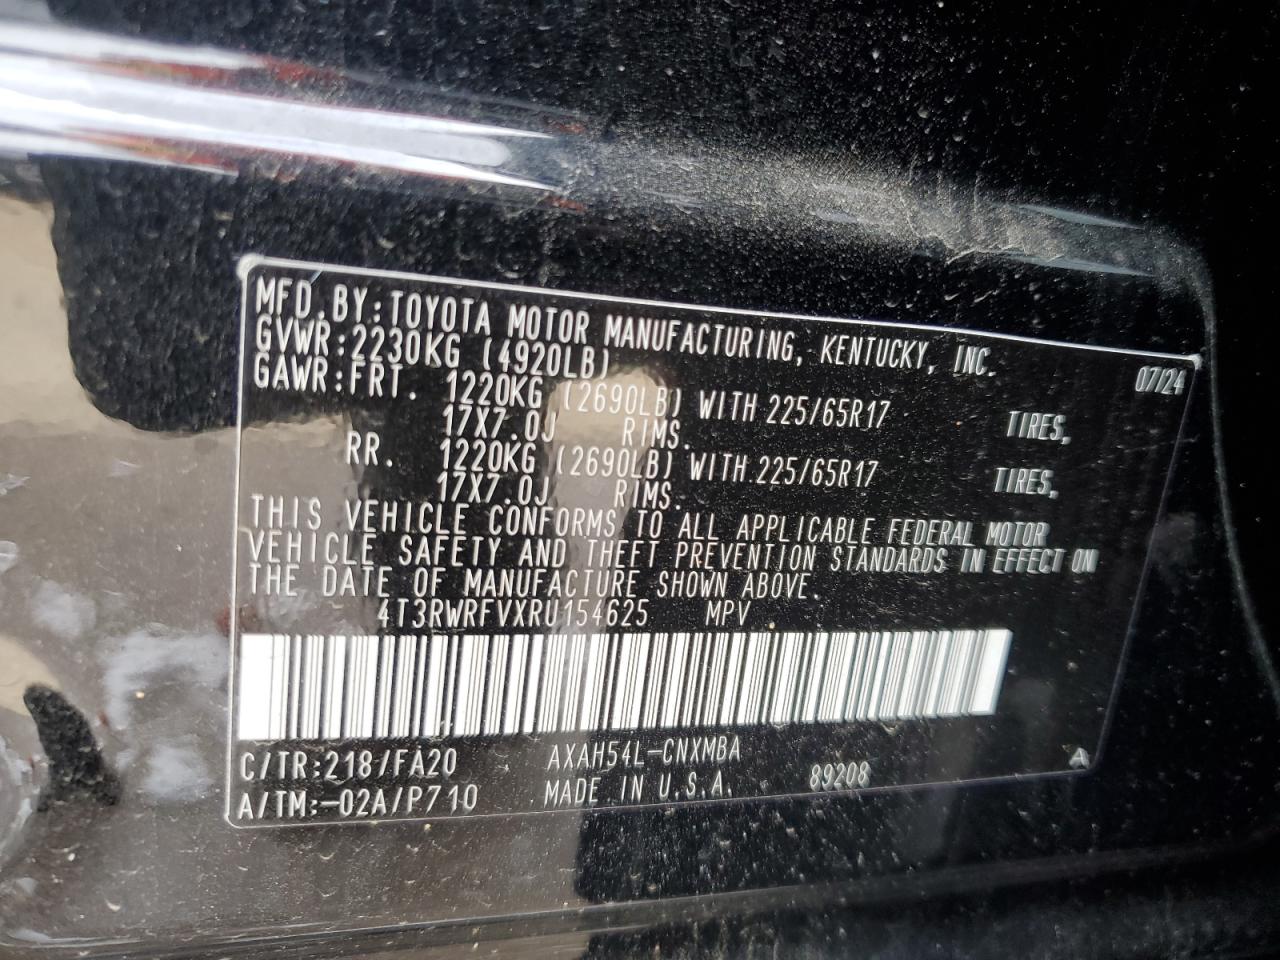 MFD.BY:TOYOTA MOTOR MANUFACTURING, KENTUCKY, INC.
GVWR:2230KG (4920LB) 07/24
GAWR:FRT. 1220KG (2690LB) WITH 225/65R17 TIRES,
17X7.0J RIMS.
RR. 1220KG (2690LB) WITH 225/65R17 TIRES,
17X7.0J RIMS.
THIS VEHICLE CONFORMS TO ALL APPLICABLE FEDERAL MOTOR
VEHICLE SAFETY AND THEFT PREVENTION STANDARDS IN EFFECT ON
THE DATE OF MANUFACTURE SHOWN ABOVE.
4T3RWRFVXRU154625 MPV
C/TR:218/FA20 AXAH54L-CNXMBA
A/TM:-02A/P710 MADE IN U.S.A. 89208 A